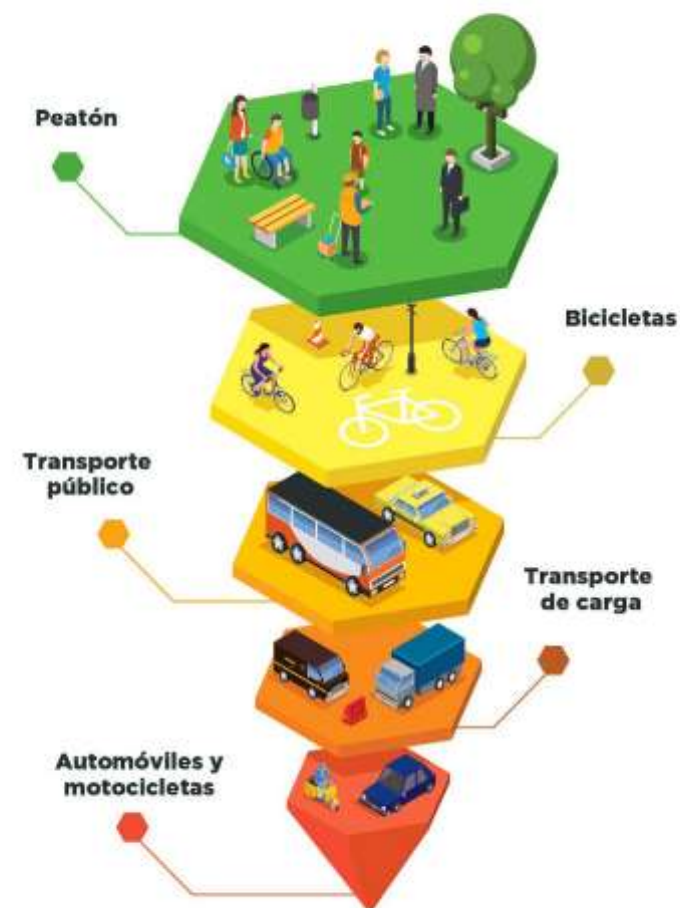 Peatón
Bicicletas
Transporte
público
Transporte
de carga
Automóviles y
motocicletas